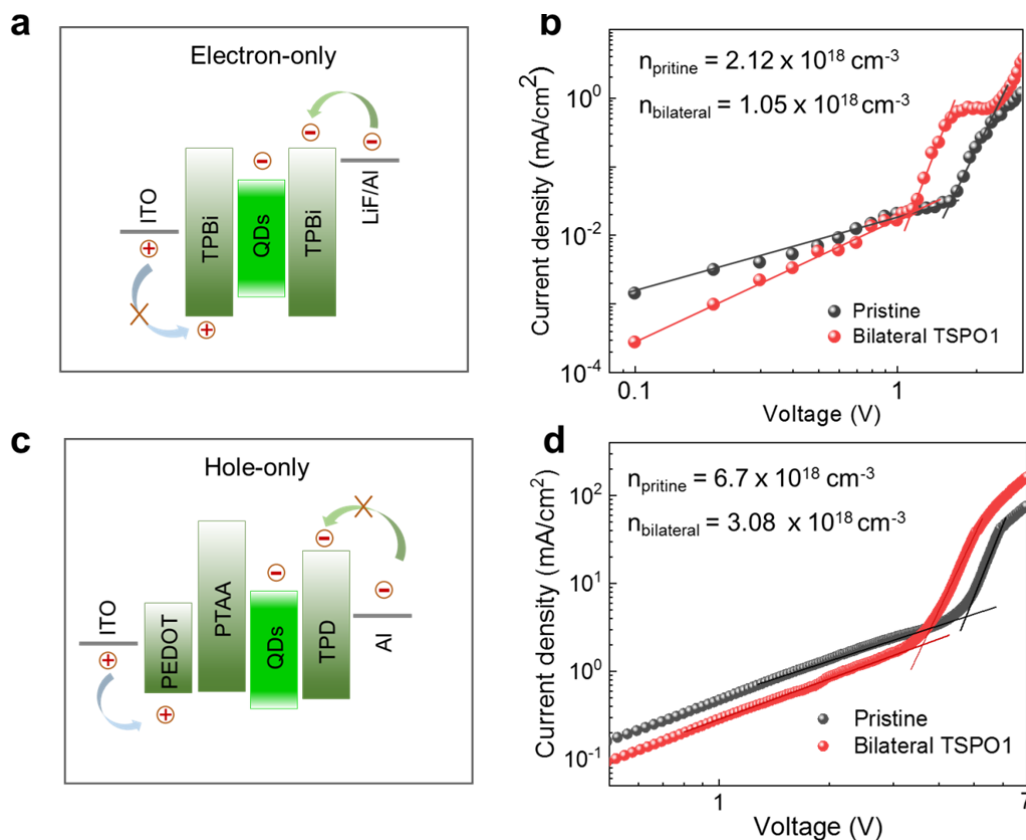 a
Electron-only
ITO
TPBi
QDs
TPBi
LiF/Al
b
n_pritine = 2.12 x 10^18 cm^-3
n_bilateral = 1.05 x 10^18 cm^-3
Current density (mA/cm^2)
10^0
10^-2
10^-4
Pristine
Bilateral TSPO1
0.1
1
Voltage (V)
c
Hole-only
ITO
PEDOT
PTAA
QDs
TPD
Al
d
n_pritine = 6.7 x 10^18 cm^-3
n_bilateral = 3.08 x 10^18 cm^-3
Current density (mA/cm^2)
10^2
10^1
10^0
10^-1
Pristine
Bilateral TSPO1
1
7
Voltage (V)